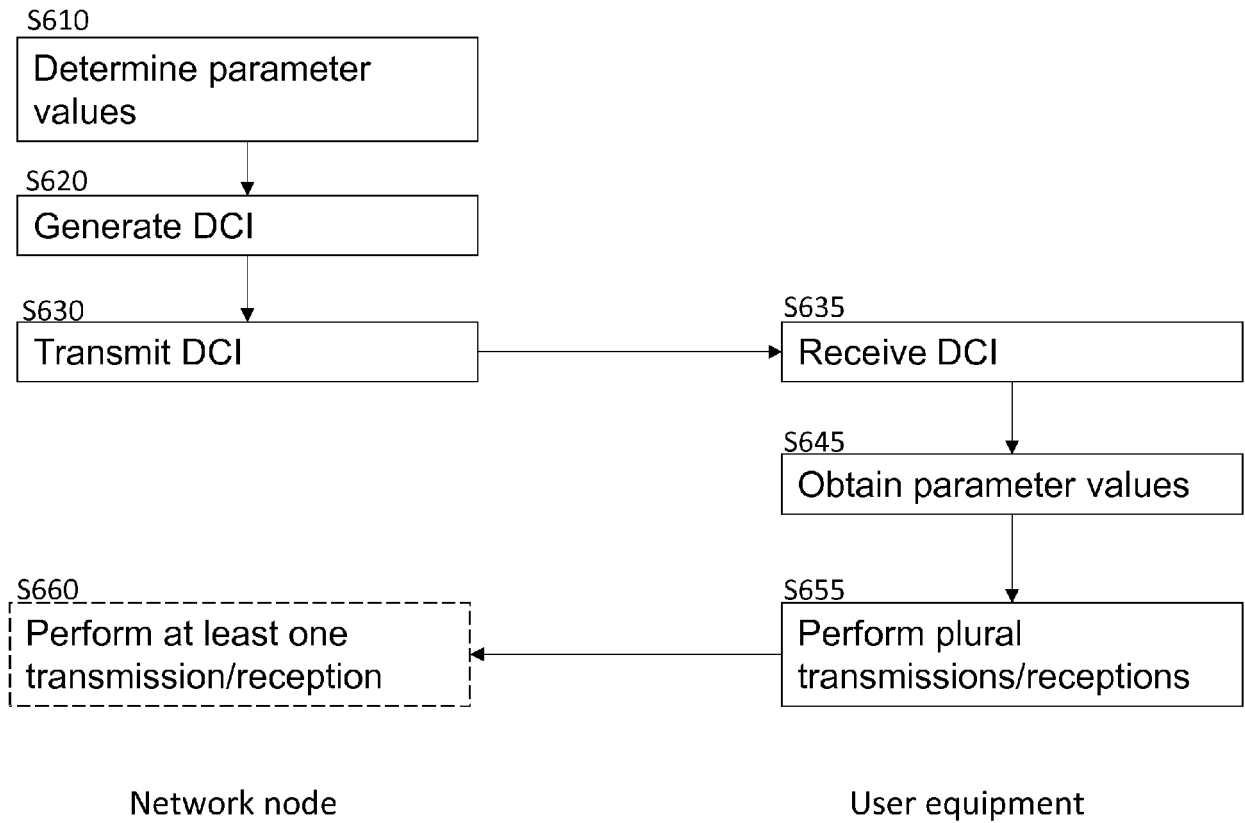 S610
Determine parameter
values
S620
Generate DCI
S630
Transmit DCI
S635
Receive DCI
S645
Obtain parameter values
S660
Perform at least one
transmission/reception
S655
Perform plural
transmissions/receptions
Network node
User equipment